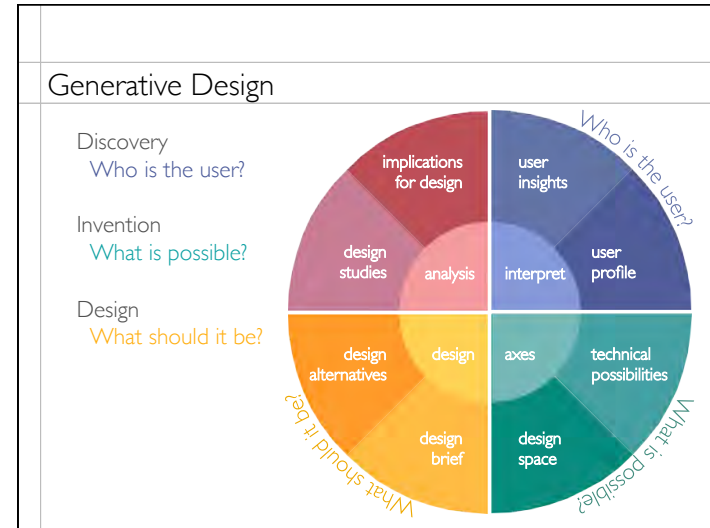 Generative Design
Discovery
Who is the user?
Invention
What is possible?
Design
What should it be?
implications
for design
user
insights
Who is the user?
design
studies
analysis
interpret
user
profile
design
alternatives
design
axes
technical
possibilities
design
brief
design
space
What should it be?
What is possible?